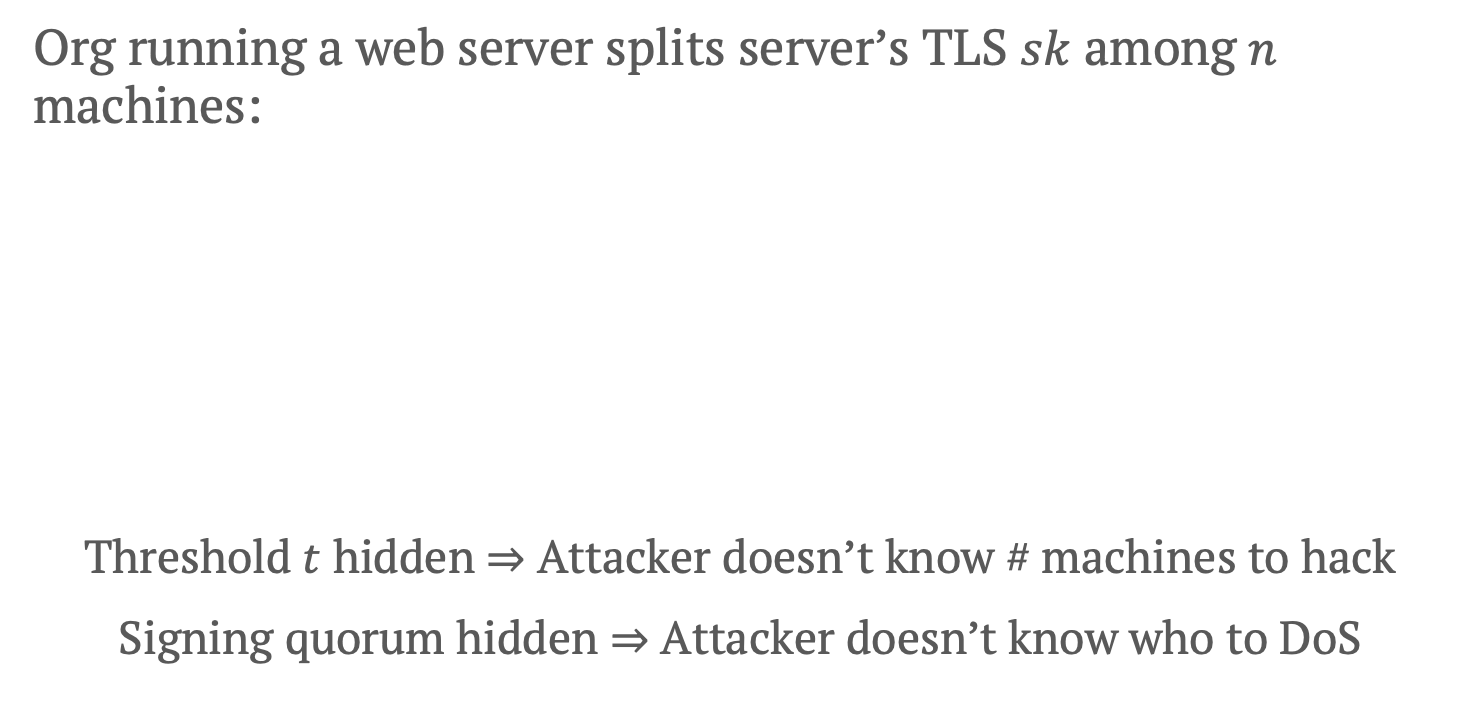 Org running a web server splits server’s TLS sk among n
machines:
Threshold t hidden ⇒ Attacker doesn’t know # machines to hack
Signing quorum hidden ⇒ Attacker doesn’t know who to DoS